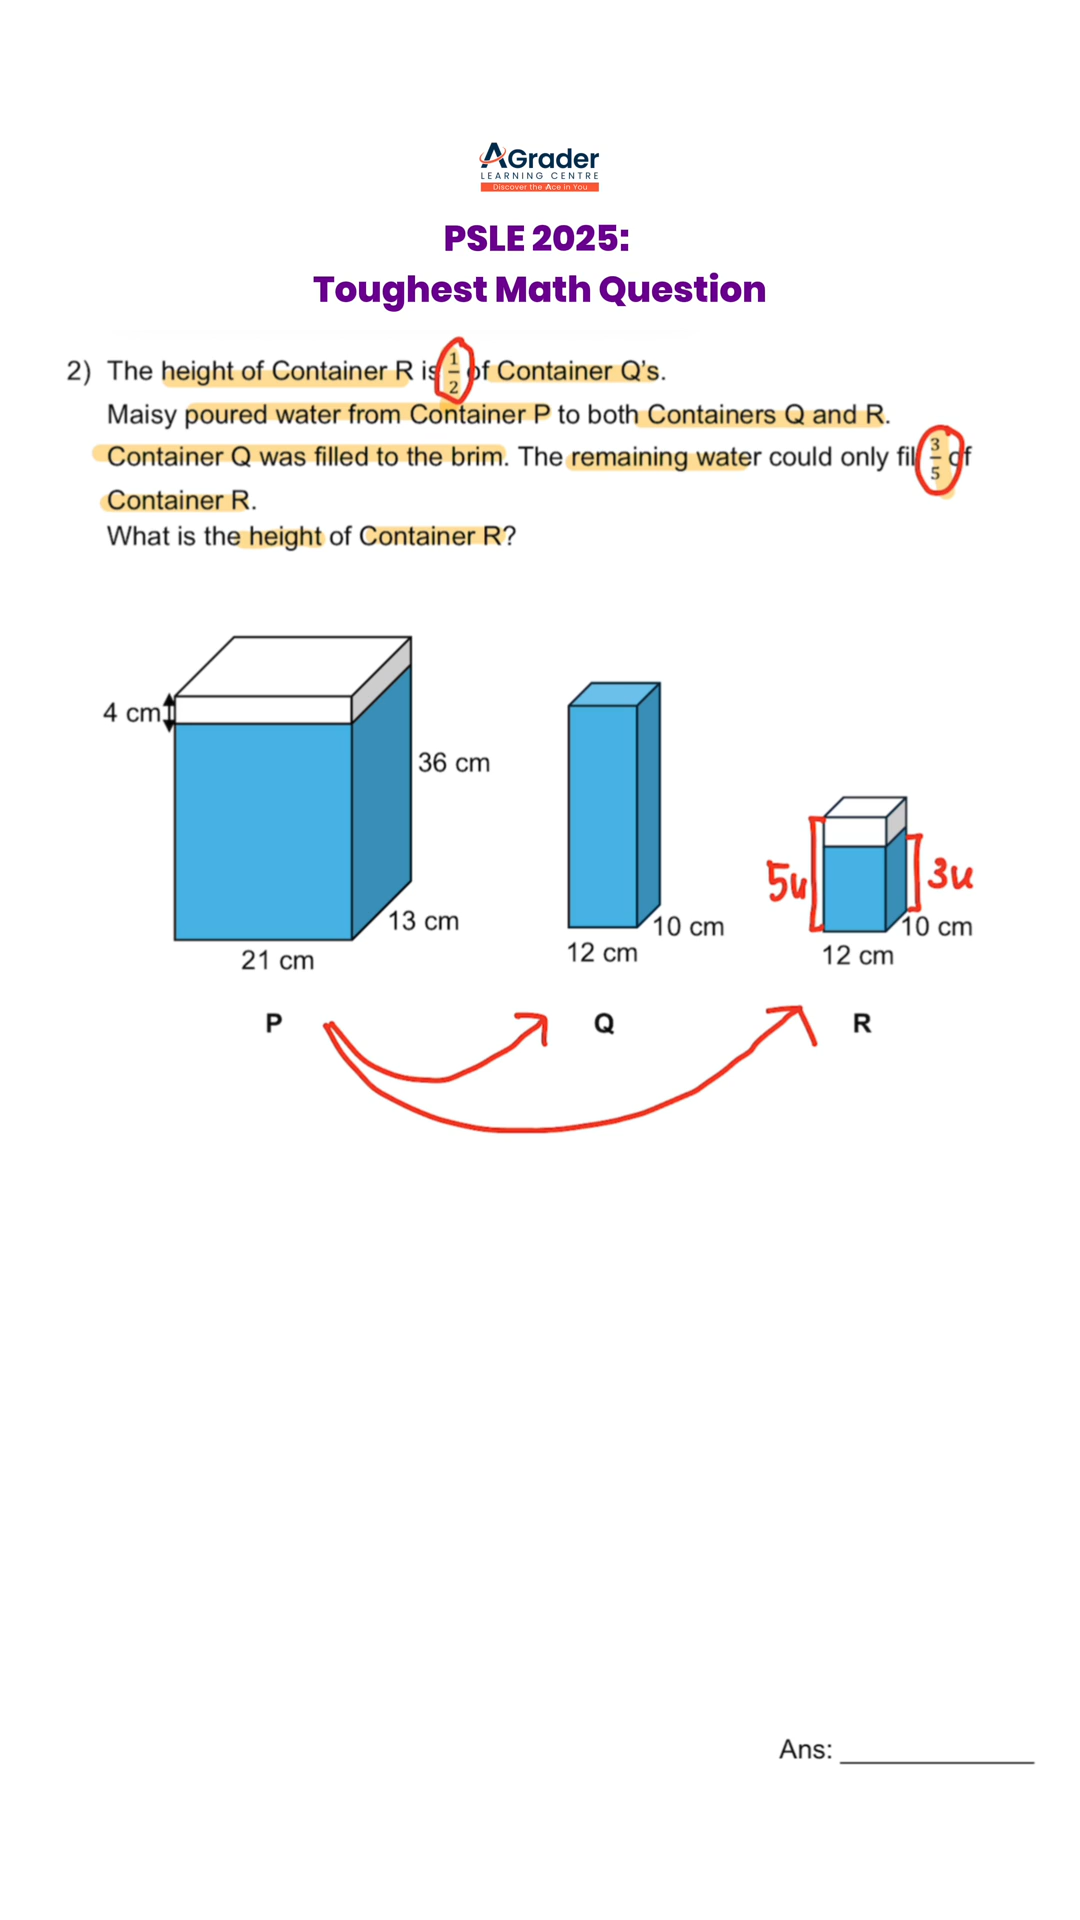 AGrader
LEARNING CENTRE
Discover the Ace in You
PSLE 2025:
Toughest Math Question
2) The height of Container R is 1/2 of Container Q's.
Maisy poured water from Container P to both Containers Q and R.
Container Q was filled to the brim. The remaining water could only fill 3/5 of
Container R.
What is the height of Container R?
4 cm
36 cm
13 cm
21 cm
P
10 cm
12 cm
Q
5u
3u
10 cm
12 cm
R
Ans: